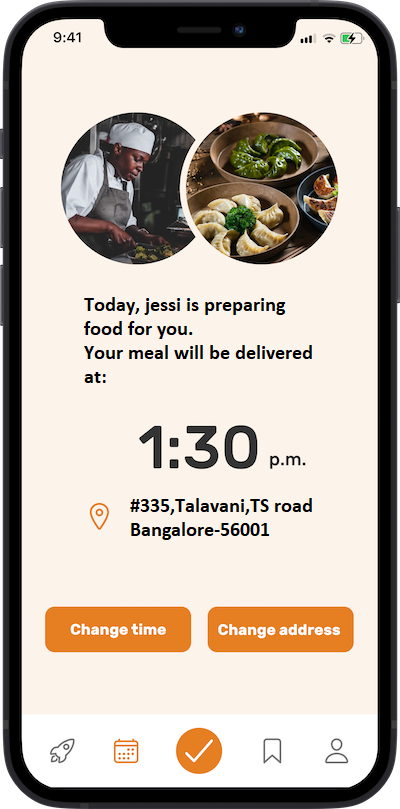 9:41
Today, jessi is preparing
food for you.
Your meal will be delivered
at:
1:30 p.m.
#335,Talavani,TS road
Bangalore-56001
Change time
Change address